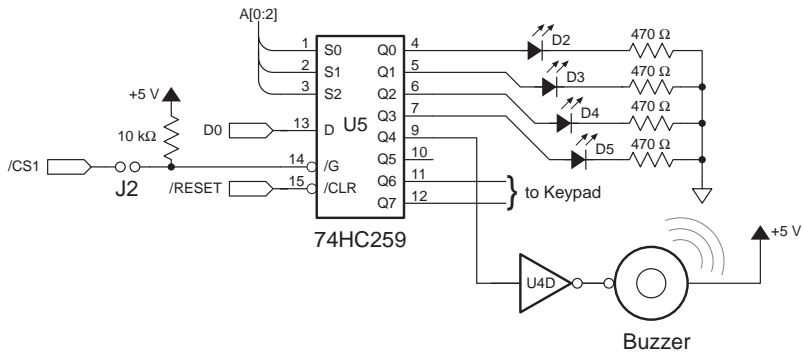 A[0:2]
1 S0 Q0 4 D2 470 Ω
2 S1 Q1 5 D3 470 Ω
3 S2 Q2 6 D4 470 Ω
+5 V Q3 7 D5 470 Ω
10 kΩ D0 13 D U5 Q4 9
/CS1 J2 14 /G Q5 10
/RESET 15 /CLR Q6 11 to Keypad
Q7 12
74HC259
+5 V
U4D
Buzzer